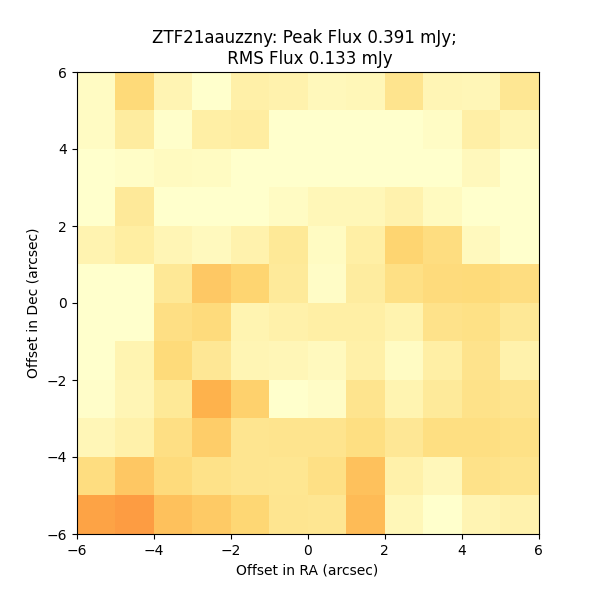 ZTF21aauzzny: Peak Flux 0.391 mJy;
RMS Flux 0.133 mJy
6
4
2
0
−2
−4
−6
Offset in Dec (arcsec)
−6 −4 −2 0 2 4 6
Offset in RA (arcsec)